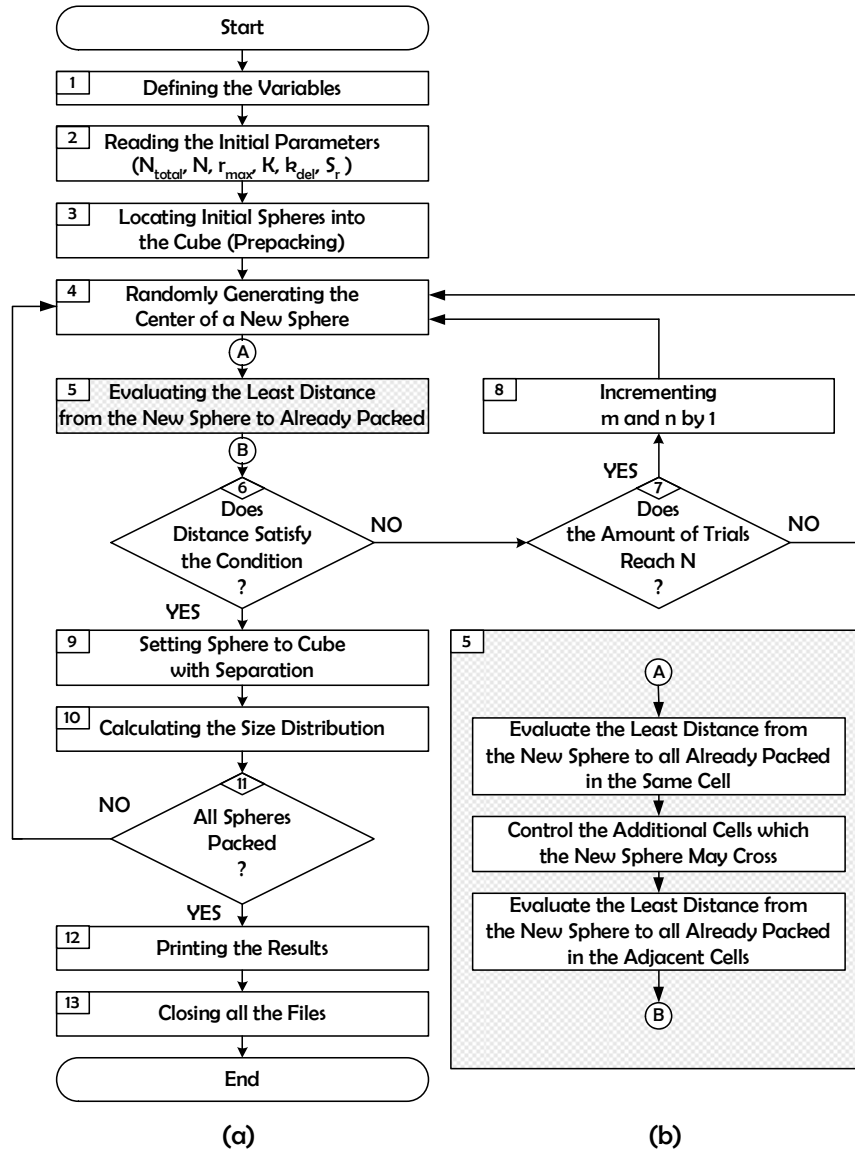 Start
1
Defining the Variables
2
Reading the Initial Parameters
(N_total, N, r_max, K, k_del, S_r )
3
Locating Initial Spheres into
the Cube (Prepacking)
4
Randomly Generating the
Center of a New Sphere
A
5
Evaluating the Least Distance
from the New Sphere to Already Packed
B
6
Does
Distance Satisfy
the Condition
?
NO
YES
7
Does
the Amount of Trials
Reach N
?
YES
NO
8
Incrementing
m and n by 1
9
Setting Sphere to Cube
with Separation
10
Calculating the Size Distribution
11
All Spheres
Packed
?
NO
YES
12
Printing the Results
13
Closing all the Files
End
(a)
5
A
Evaluate the Least Distance from
the New Sphere to all Already Packed
in the Same Cell
Control the Additional Cells which
the New Sphere May Cross
Evaluate the Least Distance from
the New Sphere to all Already Packed
in the Adjacent Cells
B
(b)